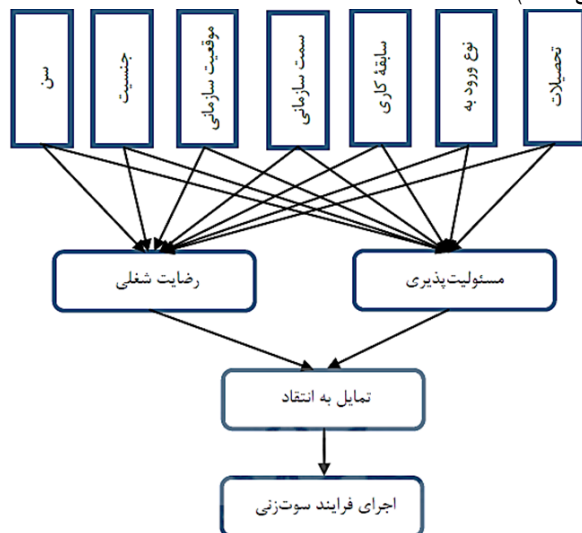 تحصیلات
نوع ورود به
سابقهٔ کاری
سمت سازمانی
موقعیت سازمانی
جنسیت
سن
مسئولیت‌پذیری
رضایت شغلی
تمایل به انتقاد
اجرای فرایند سوت‌زنی